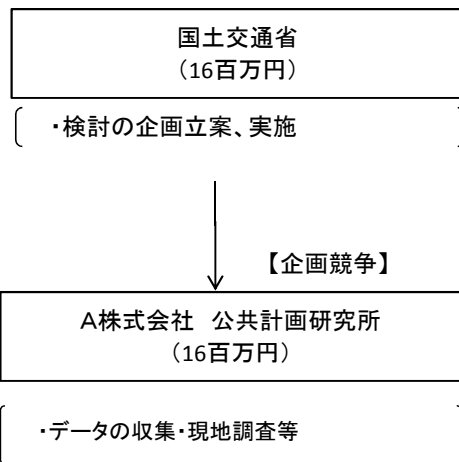 国土交通省
（16百万円）
・検討の企画立案、実施
【企画競争】
A株式会社　公共計画研究所
（16百万円）
・データの収集・現地調査等